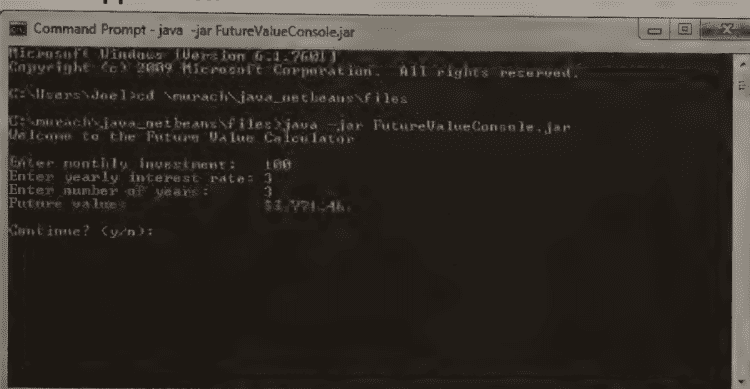 Command Prompt - java -jar FutureValueConsole.jar
Microsoft Windows [Version 6.1.7601]
Copyright (c) 2009 Microsoft Corporation. All rights reserved.
C:\Users\Joel>cd \murach\java_netbeans\files
C:\murach\java_netbeans\files>java -jar FutureValueConsole.jar
Welcome to the Future Value Calculator
Enter monthly investment: 100
Enter yearly interest rate: 3
Enter number of years: 3
Future value:
Continue? (y/n):